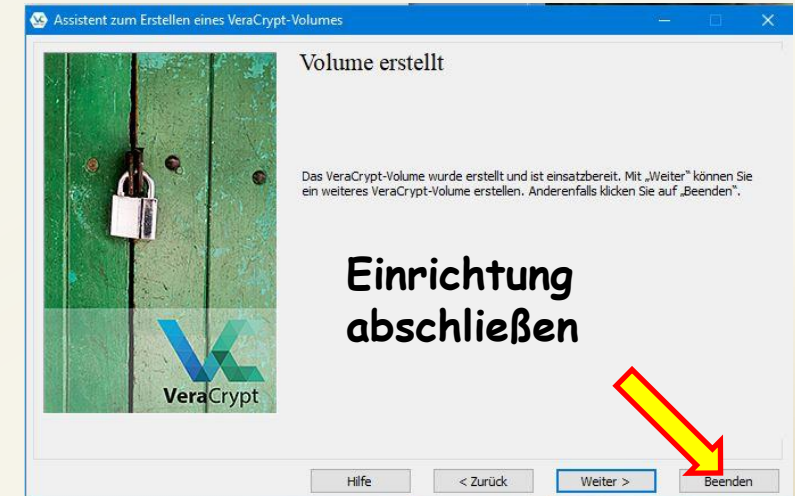 Assistent zum Erstellen eines VeraCrypt-Volumes
Volume erstellt
Das VeraCrypt-Volume wurde erstellt und ist einsatzbereit. Mit „Weiter“ können Sie
ein weiteres VeraCrypt-Volume erstellen. Anderenfalls klicken Sie auf „Beenden“.
Einrichtung
abschließen
VeraCrypt
Hilfe
< Zurück
Weiter >
Beenden